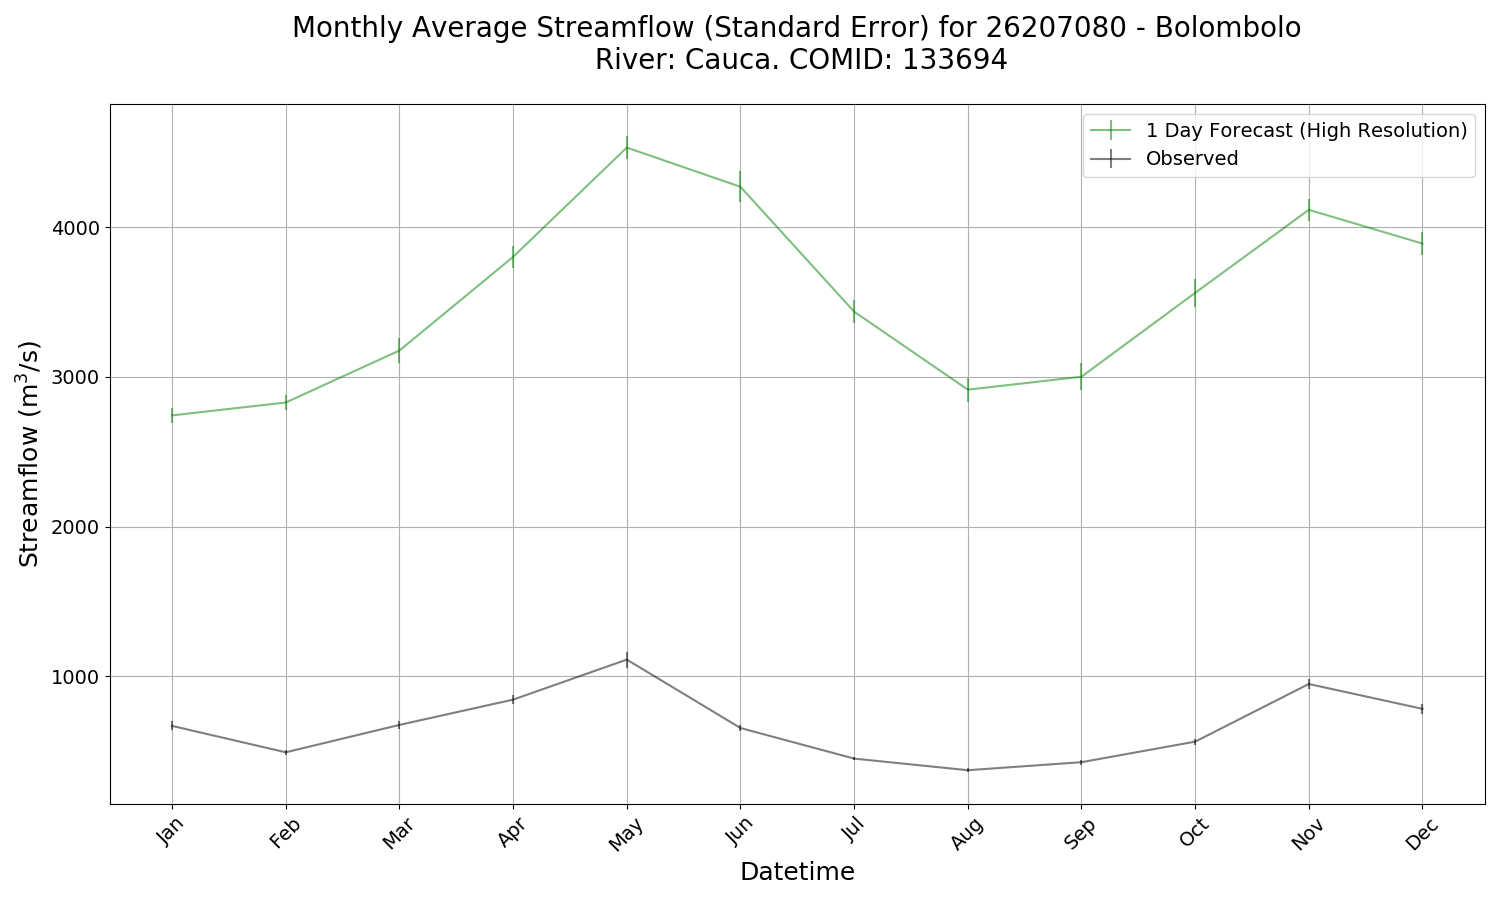 Monthly Average Streamflow (Standard Error) for 26207080 - Bolombolo
River: Cauca. COMID: 133694
1 Day Forecast (High Resolution)
Observed
Streamflow (m³/s)
4000
3000
2000
1000
Jan Feb Mar Apr May Jun Jul Aug Sep Oct Nov Dec
Datetime